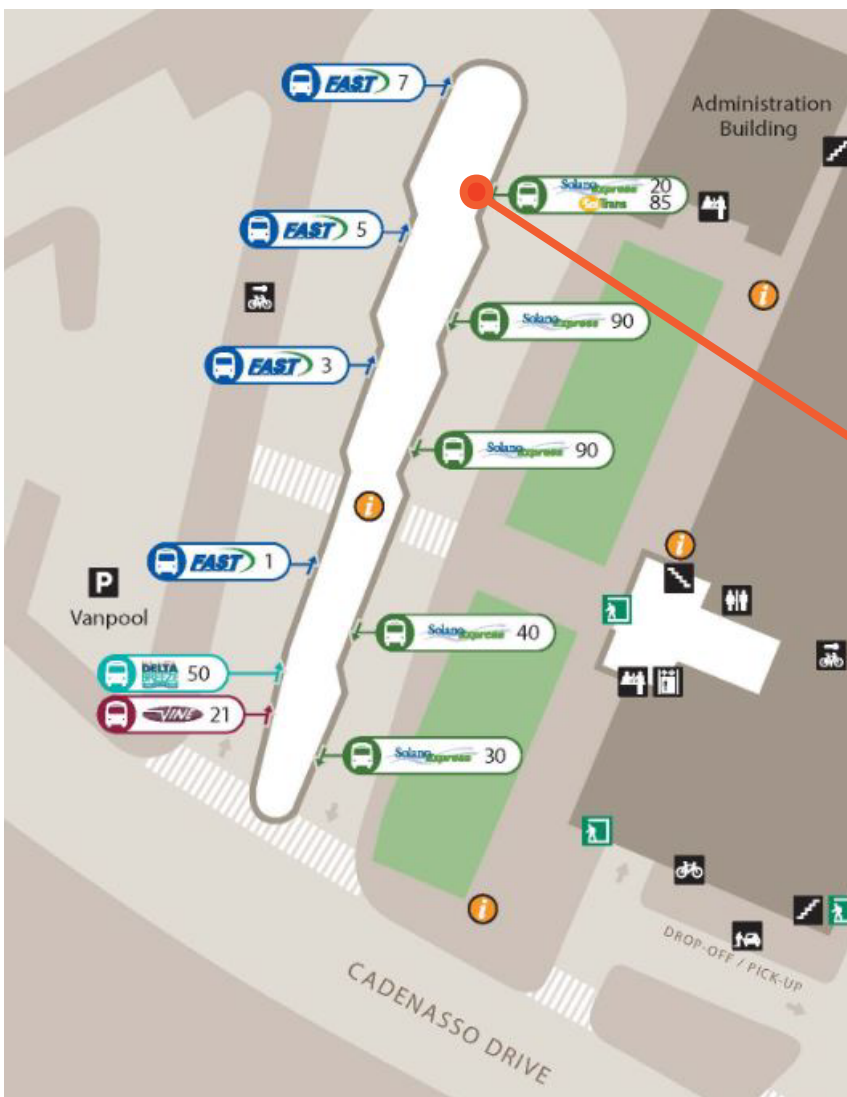 FAST 7
Administration
Building
Solano express 20
SolTrans 85
FAST 5
Solano express 90
FAST 3
Solano express 90
FAST 1
P
Vanpool
Solano express 40
DELTA BREEZE 50
VINE 21
Solano express 30
DROP-OFF / PICK-UP
CADENASSO DRIVE